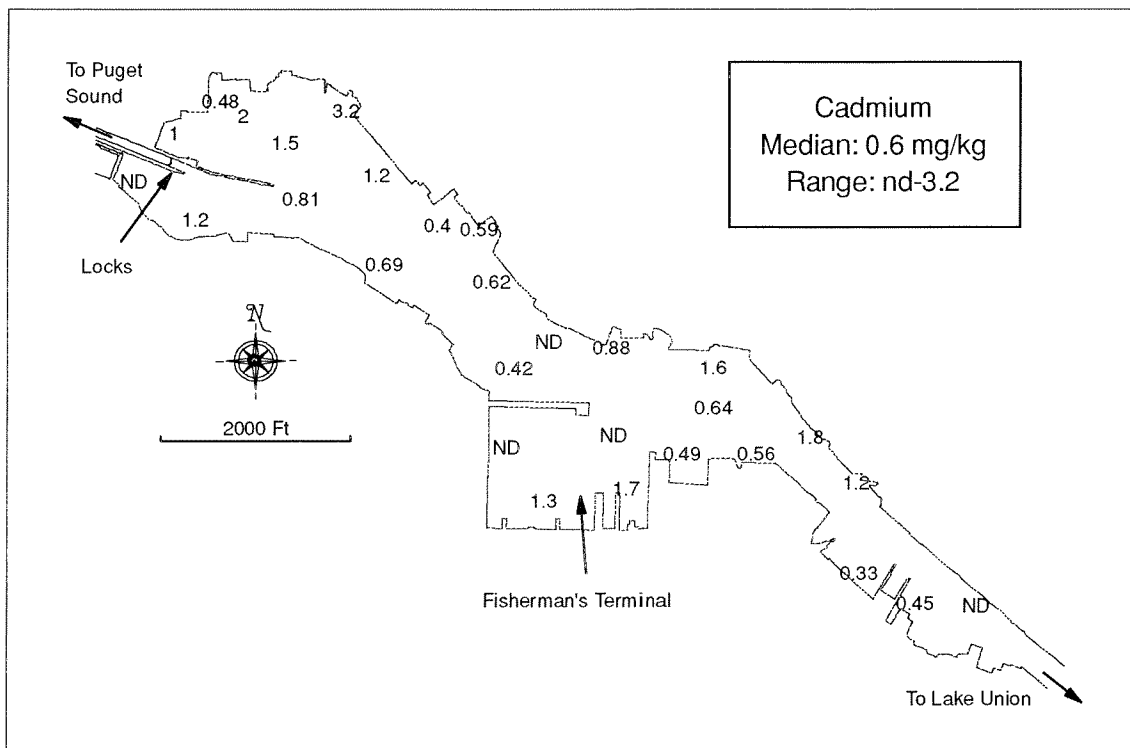 To Puget
Sound
0.48
2
3.2
1
1.5
Cadmium
Median: 0.6 mg/kg
Range: nd-3.2
ND
1.2
0.81
1.2
0.4
0.59
Locks
0.69
0.62
N
ND
0.88
0.42
1.6
0.64
2000 Ft
ND
ND
1.8
0.49
0.56
1.2
1.3
1.7
Fisherman's Terminal
0.33
0.45
ND
To Lake Union